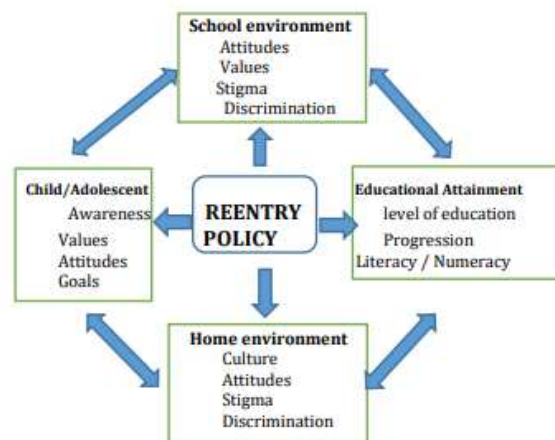 School environment
Attitudes
Values
Stigma
Discrimination
Child/Adolescent
Awareness
Values
Attitudes
Goals
REENTRY
POLICY
Educational Attainment
level of education
Progression
Literacy / Numeracy
Home environment
Culture
Attitudes
Stigma
Discrimination